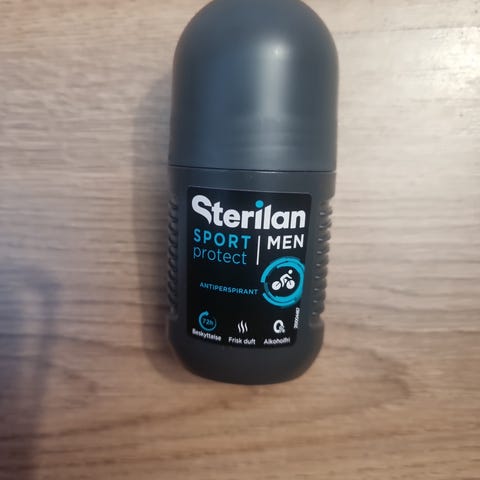 Sterilan
SPORT
protect
MEN
ANTIPERSPIRANT
72h
Beskyttelse
Frisk duft
Alkoholfri